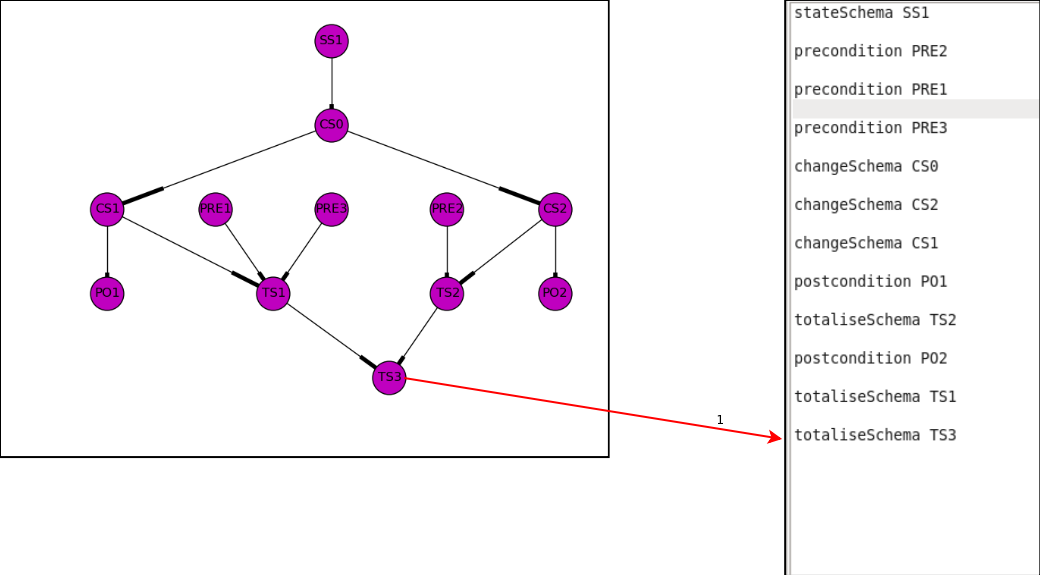 SS1
CS0
CS1
PRE1
PRE3
PRE2
CS2
PO1
TS1
TS2
PO2
TS3
1
stateSchema SS1
precondition PRE2
precondition PRE1
precondition PRE3
changeSchema CS0
changeSchema CS2
changeSchema CS1
postcondition PO1
totaliseSchema TS2
postcondition PO2
totaliseSchema TS1
totaliseSchema TS3